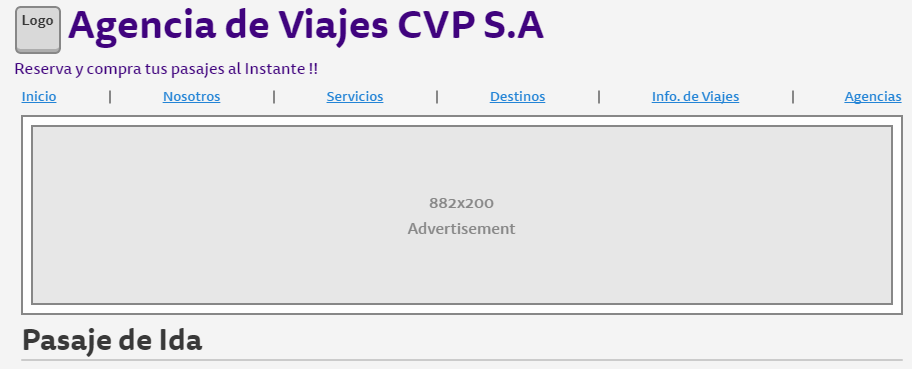 Logo
Agencia de Viajes CVP S.A
Reserva y compra tus pasajes al Instante !!
Inicio | Nosotros | Servicios | Destinos | Info. de Viajes | Agencias
882x200
Advertisement
Pasaje de Ida